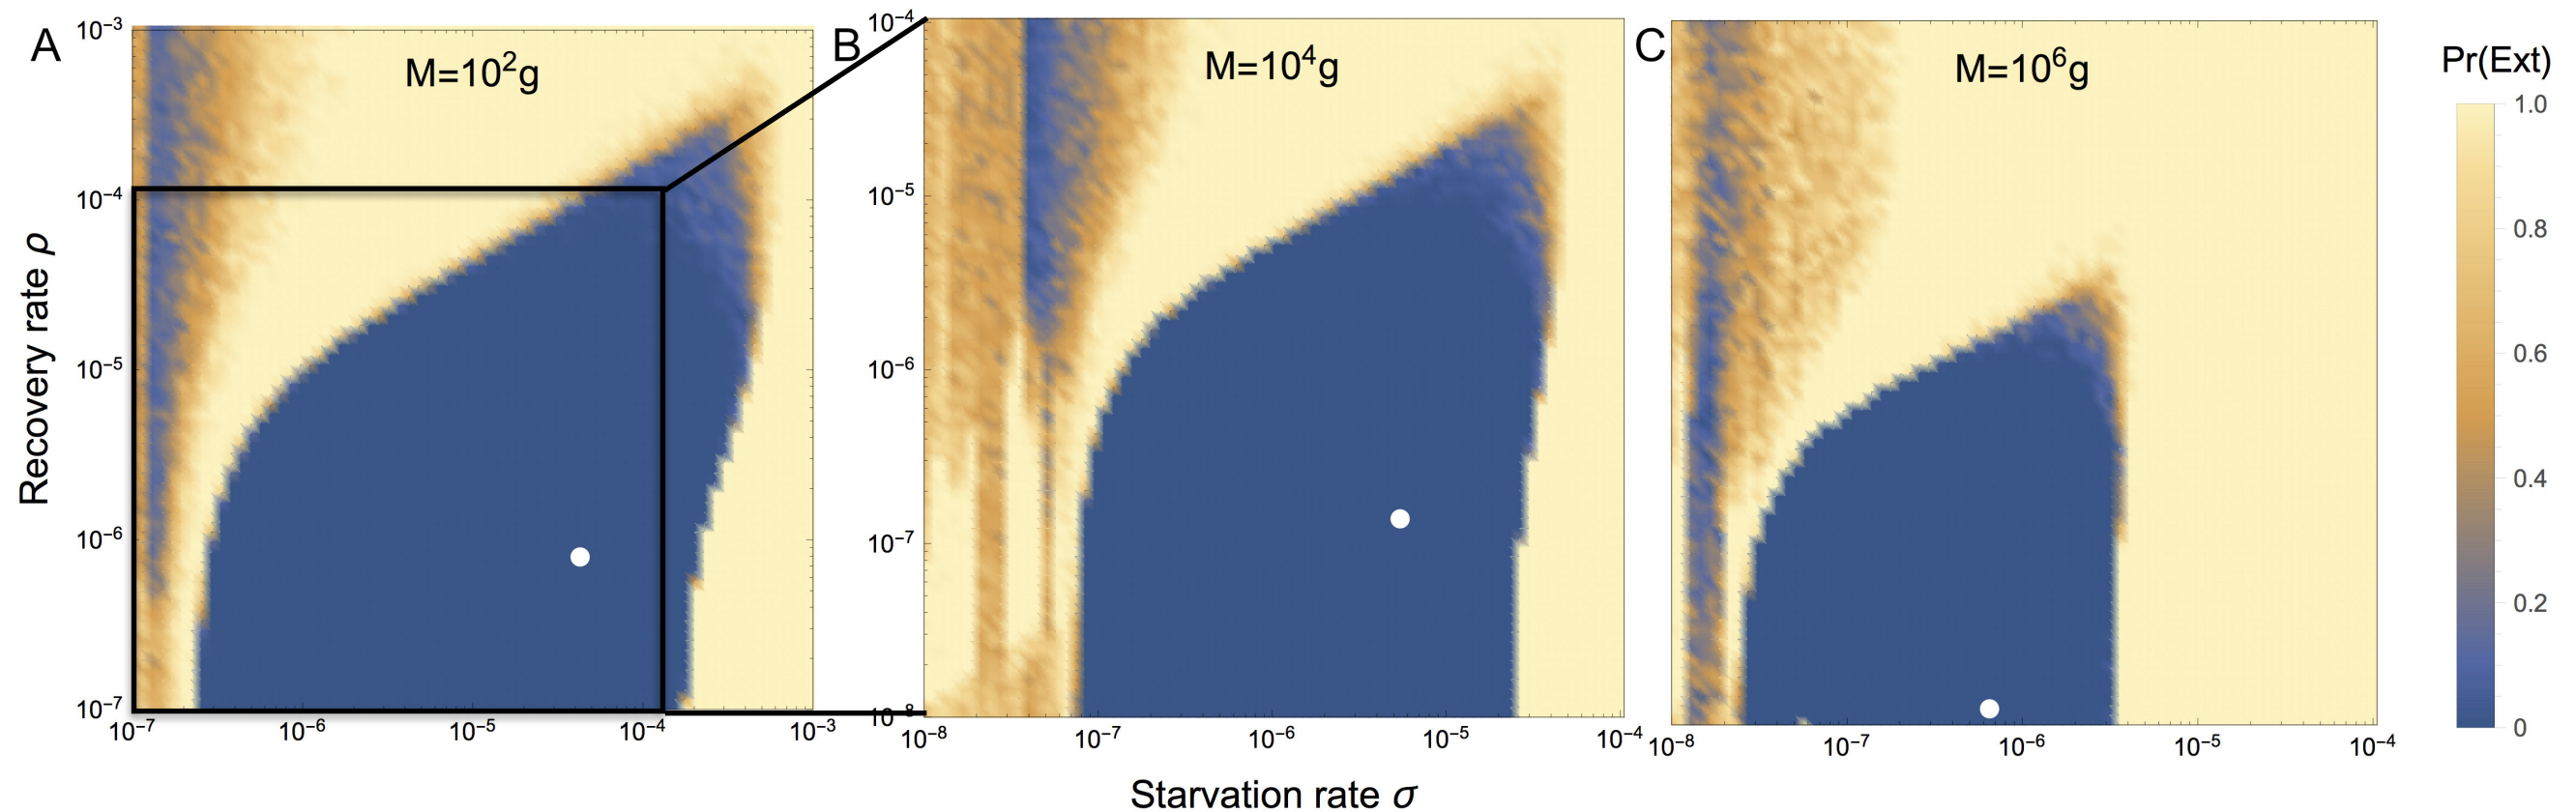 A
M=10²g
B
M=10⁴g
C
M=10⁶g
Pr(Ext)
1.0
0.8
0.6
0.4
0.2
0
Recovery rate ρ
10⁻³
10⁻⁴
10⁻⁵
10⁻⁶
10⁻⁷
10⁻⁷ 10⁻⁶ 10⁻⁵ 10⁻⁴ 10⁻³
10⁻⁴
10⁻⁵
10⁻⁶
10⁻⁷
10⁻⁸
10⁻⁸ 10⁻⁷ 10⁻⁶ 10⁻⁵ 10⁻⁴
10⁻⁸ 10⁻⁷ 10⁻⁶ 10⁻⁵ 10⁻⁴
Starvation rate σ